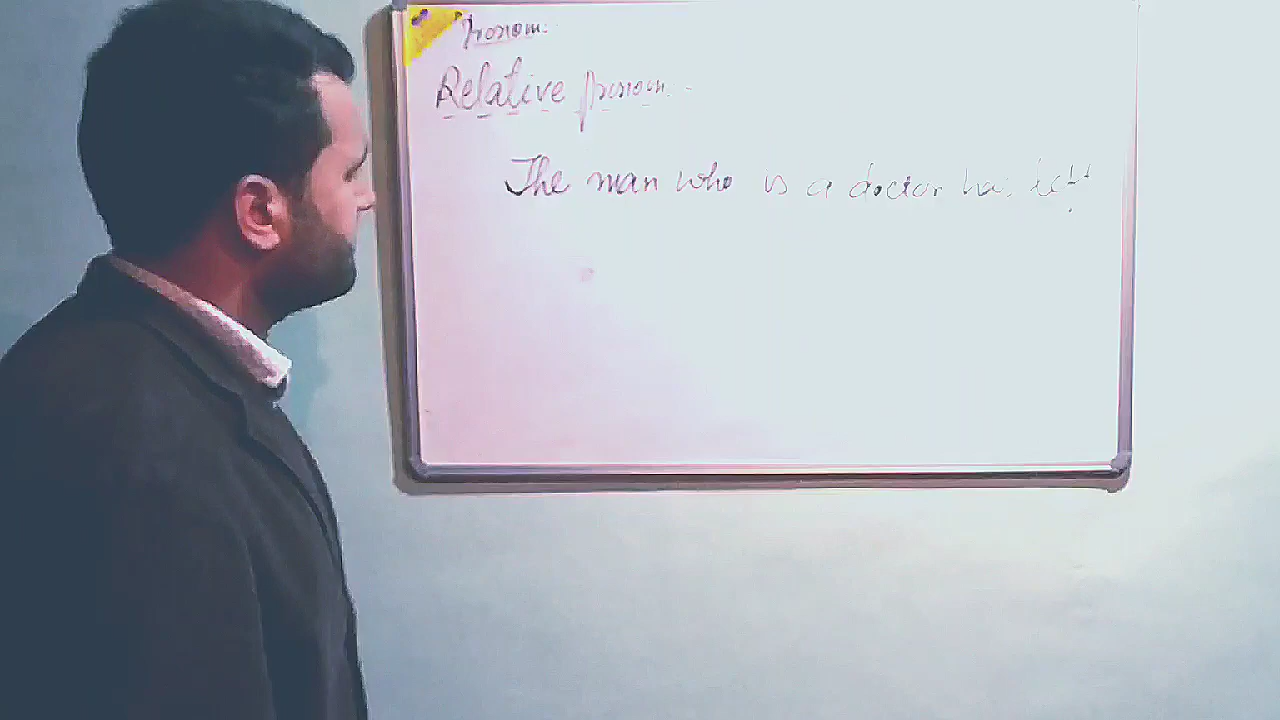 Pronoun:
Relative pronoun.
The man who is a doctor has left